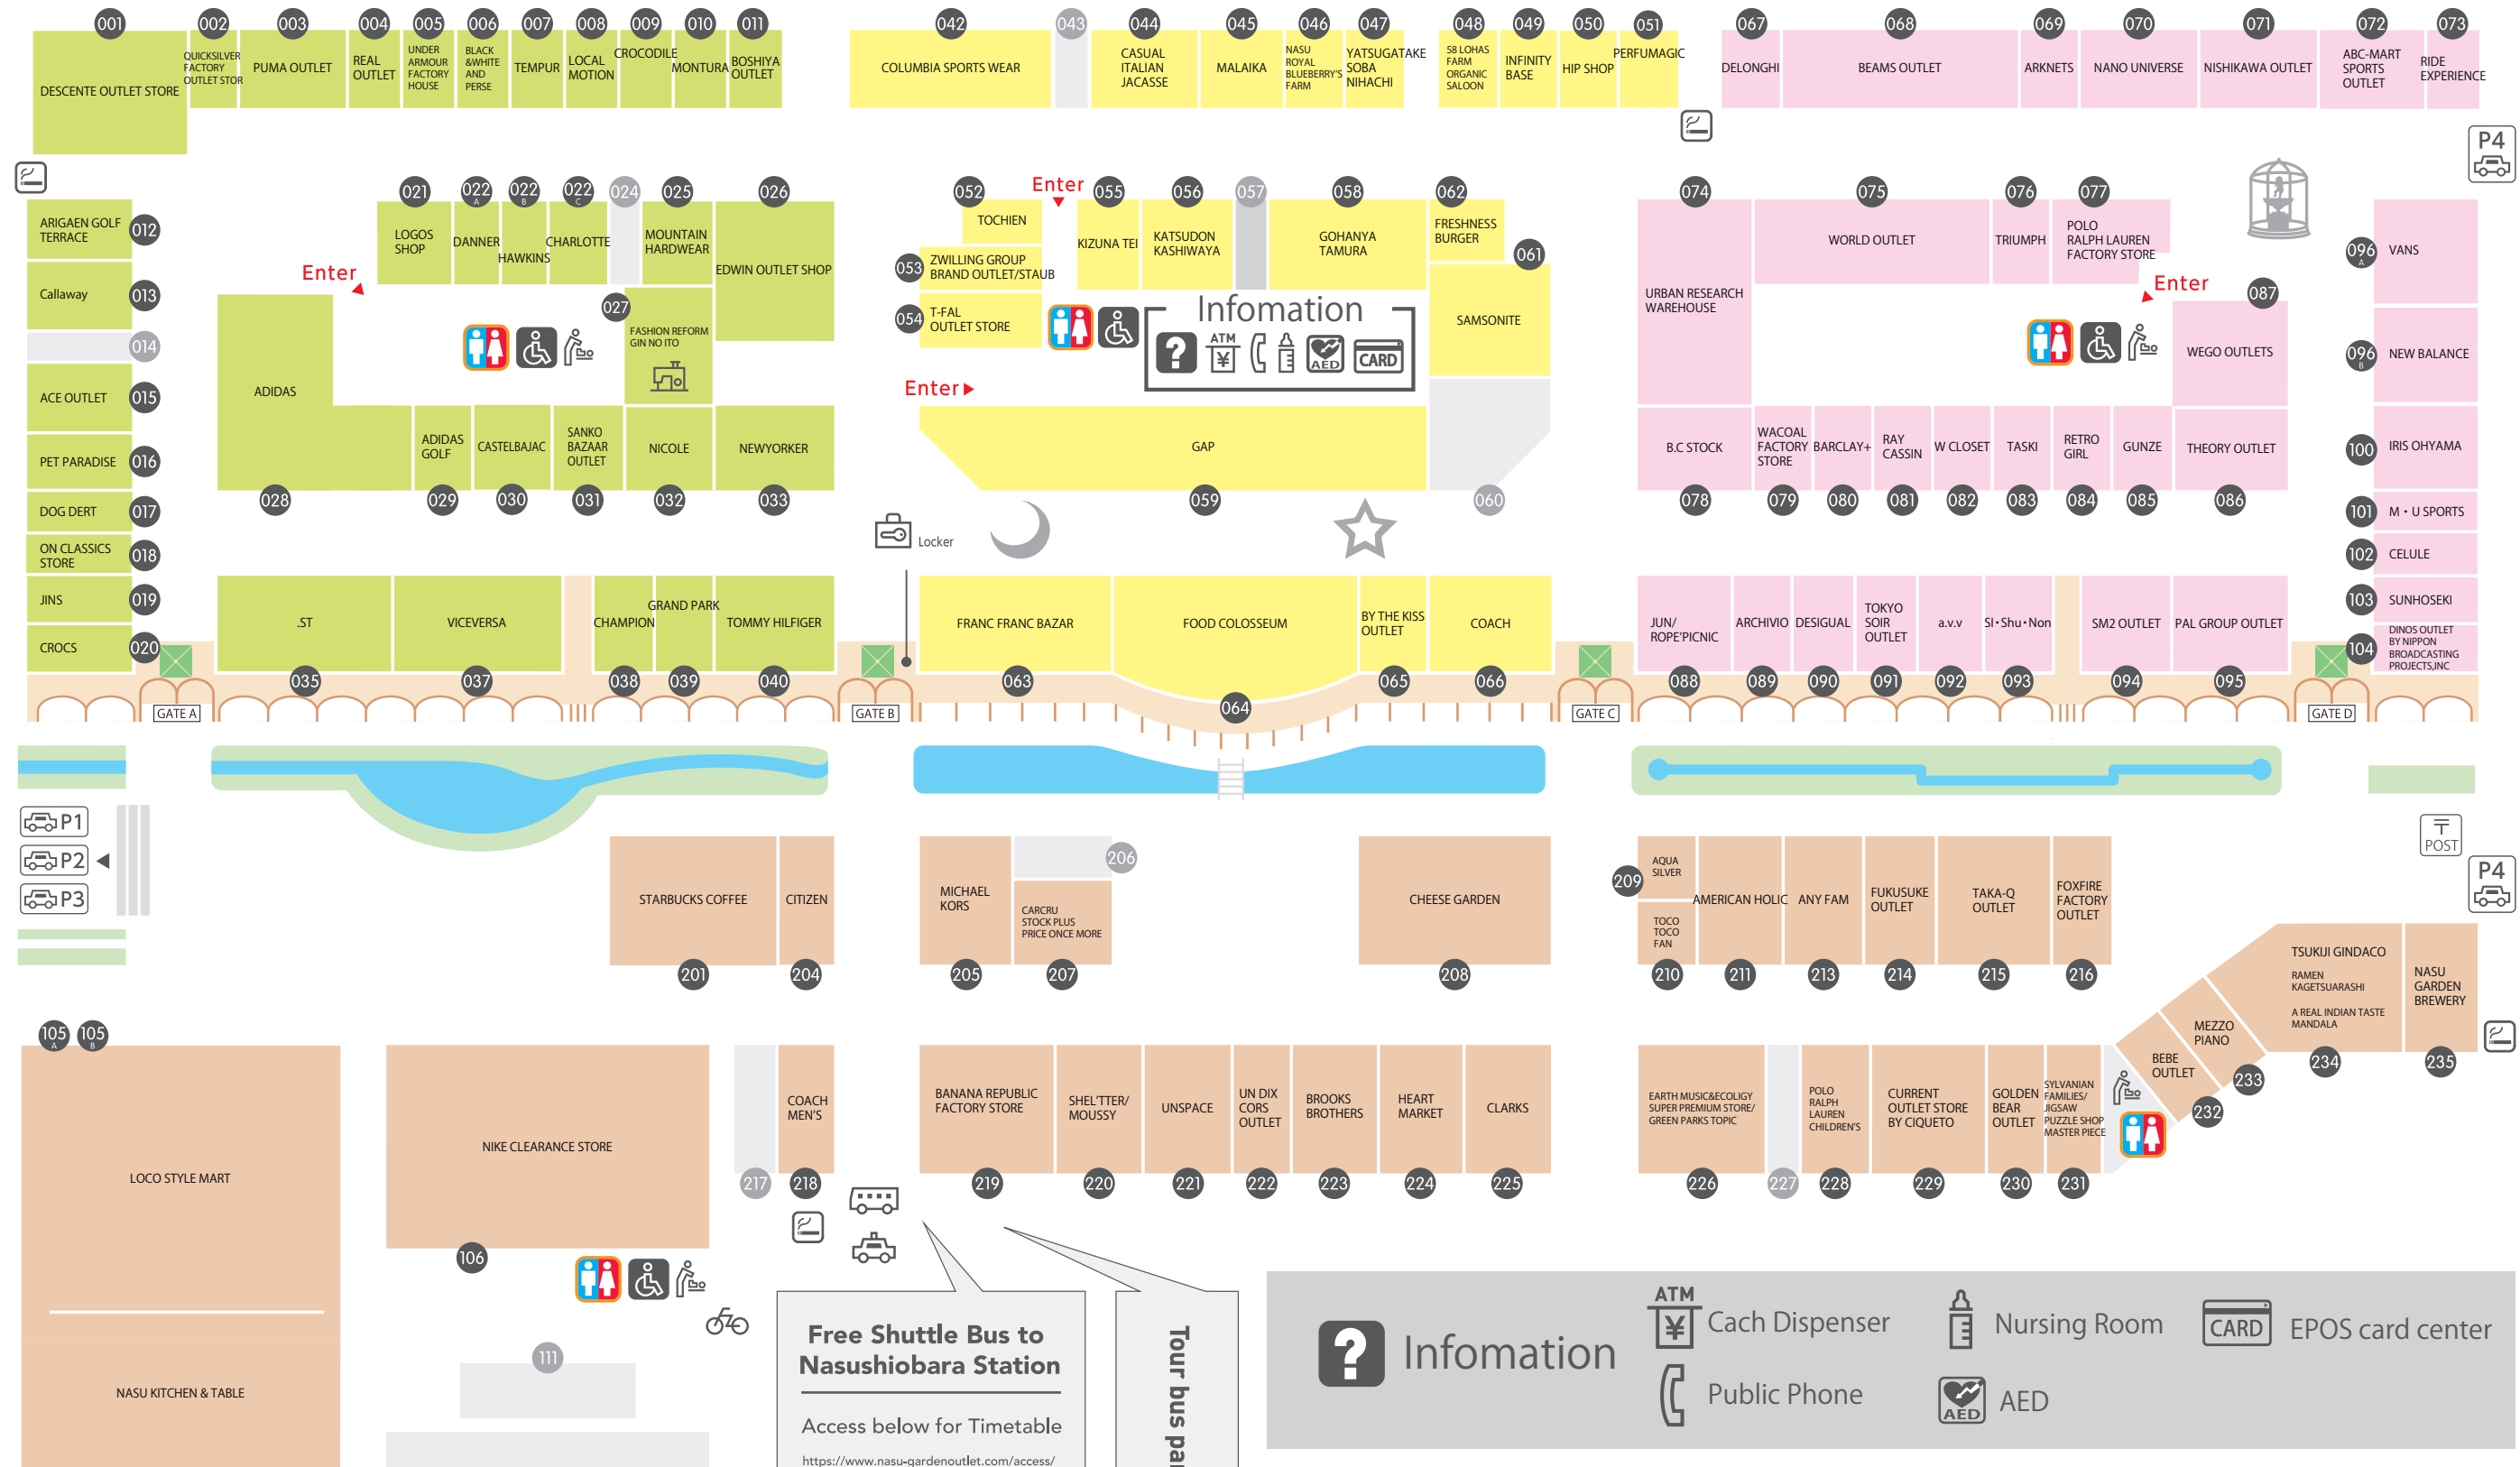 001
002
003
004
005
006
007
008
009
010
011
042
043
044
045
046
047
048
049
050
051
067
068
069
070
071
072
073
DESCENTE OUTLET STORE
QUICKSILVER
FACTORY
OUTLET STOR
PUMA OUTLET
REAL
OUTLET
UNDER
ARMOUR
FACTORY
HOUSE
BLACK
&WHITE
AND
PERSE
TEMPUR
LOCAL
MOTION
CROCODILE
MONTURA
BOSHIYA
OUTLET
COLUMBIA SPORTS WEAR
CASUAL
ITALIAN
JACASSE
MALAIKA
NASU
ROYAL
BLUEBERRY'S
FARM
YATSUGATAKE
SOBA
NIHACHI
58 LOHAS
FARM
ORGANIC
SALOON
INFINITY
BASE
HIP SHOP
PERFUMAGIC
DELONGHI
BEAMS OUTLET
ARKNETS
NANO UNIVERSE
NISHIKAWA OUTLET
ABC-MART
SPORTS
OUTLET
RIDE
EXPERIENCE
P4
ARIGAEN GOLF
TERRACE
012
Callaway
013
014
ACE OUTLET
015
PET PARADISE
016
DOG DERT
017
ON CLASSICS
STORE
018
JINS
019
CROCS
020
021
022
A
022
B
022
C
024
025
026
LOGOS
SHOP
DANNER
HAWKINS
CHARLOTTE
MOUNTAIN
HARDWEAR
EDWIN OUTLET SHOP
Enter
027
FASHION REFORM
GIN NO ITO
ADIDAS
ADIDAS
GOLF
CASTELBAJAC
SANKO
BAZAAR
OUTLET
NICOLE
NEWYORKER
028
029
030
031
032
033
052
Enter
055
056
057
058
062
TOCHIEN
KIZUNA TEI
KATSUDON
KASHIWAYA
GOHANYA
TAMURA
FRESHNESS
BURGER
061
053
ZWILLING GROUP
BRAND OUTLET/STAUB
054
T-FAL
OUTLET STORE
Infomation
ATM
AED
CARD
SAMSONITE
Enter
GAP
059
060
Locker
074
075
076
077
URBAN RESEARCH
WAREHOUSE
WORLD OUTLET
TRIUMPH
POLO
RALPH LAUREN
FACTORY STORE
Enter
087
WEGO OUTLETS
B.C STOCK
WACOAL
FACTORY
STORE
BARCLAY+
RAY
CASSIN
W CLOSET
TASKI
RETRO
GIRL
GUNZE
THEORY OUTLET
078
079
080
081
082
083
084
085
086
096
A
VANS
096
B
NEW BALANCE
100
IRIS OHYAMA
101
M・U SPORTS
102
CELULE
103
SUNHOSEKI
104
DINOS OUTLET
BY NIPPON
BROADCASTING
PROJECTS,INC
.ST
VICEVERSA
CHAMPION
GRAND PARK
TOMMY HILFIGER
035
037
038
039
040
FRANC FRANC BAZAR
FOOD COLOSSEUM
BY THE KISS
OUTLET
COACH
063
064
065
066
JUN/
ROPE'PICNIC
ARCHIVIO
DESIGUAL
TOKYO
SOIR
OUTLET
a.v.v
SI・Shu・Non
SM2 OUTLET
PAL GROUP OUTLET
088
089
090
091
092
093
094
095
GATE A
GATE B
GATE C
GATE D
P1
P2
P3
〒
POST
P4
STARBUCKS COFFEE
CITIZEN
201
204
MICHAEL
KORS
206
CARCRU
STOCK PLUS
PRICE ONCE MORE
205
207
CHEESE GARDEN
208
209
AQUA
SILVER
TOCO
TOCO
FAN
AMERICAN HOLIC
ANY FAM
FUKUSUKE
OUTLET
TAKA-Q
OUTLET
FOXFIRE
FACTORY
OUTLET
210
211
213
214
215
216
TSUKIJI GINDACO
RAMEN
KAGETSUARASHI
A REAL INDIAN TASTE
MANDALA
NASU
GARDEN
BREWERY
MEZZO
PIANO
BEBE
OUTLET
232
233
234
235
105
A
105
B
LOCO STYLE MART
NASU KITCHEN & TABLE
NIKE CLEARANCE STORE
106
111
COACH
MEN'S
217
218
BANANA REPUBLIC
FACTORY STORE
SHEL'TTER/
MOUSSY
UNSPACE
UN DIX
CORS
OUTLET
BROOKS
BROTHERS
HEART
MARKET
CLARKS
219
220
221
222
223
224
225
EARTH MUSIC&ECOLIGY
SUPER PREMIUM STORE/
GREEN PARKS TOPIC
POLO
RALPH
LAUREN
CHILDREN'S
CURRENT
OUTLET STORE
BY CIQUETO
GOLDEN
BEAR
OUTLET
SYLVANIAN
FAMILIES/
JIGSAW
PUZZLE SHOP
MASTER PIECE
226
227
228
229
230
231
Free Shuttle Bus to
Nasushiobara Station
Access below for Timetable
https://www.nasu-gardenoutlet.com/access/
Tour bus
Infomation
ATM
Cach Dispenser
Public Phone
Nursing Room
AED
AED
CARD
EPOS card center